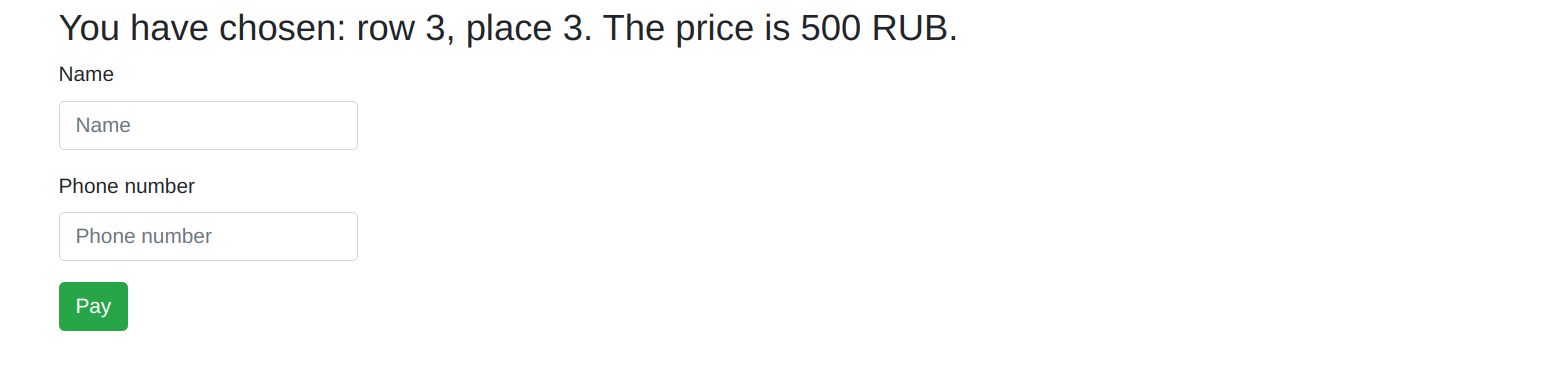 You have chosen: row 3, place 3. The price is 500 RUB.
Name
Name
Phone number
Phone number
Pay